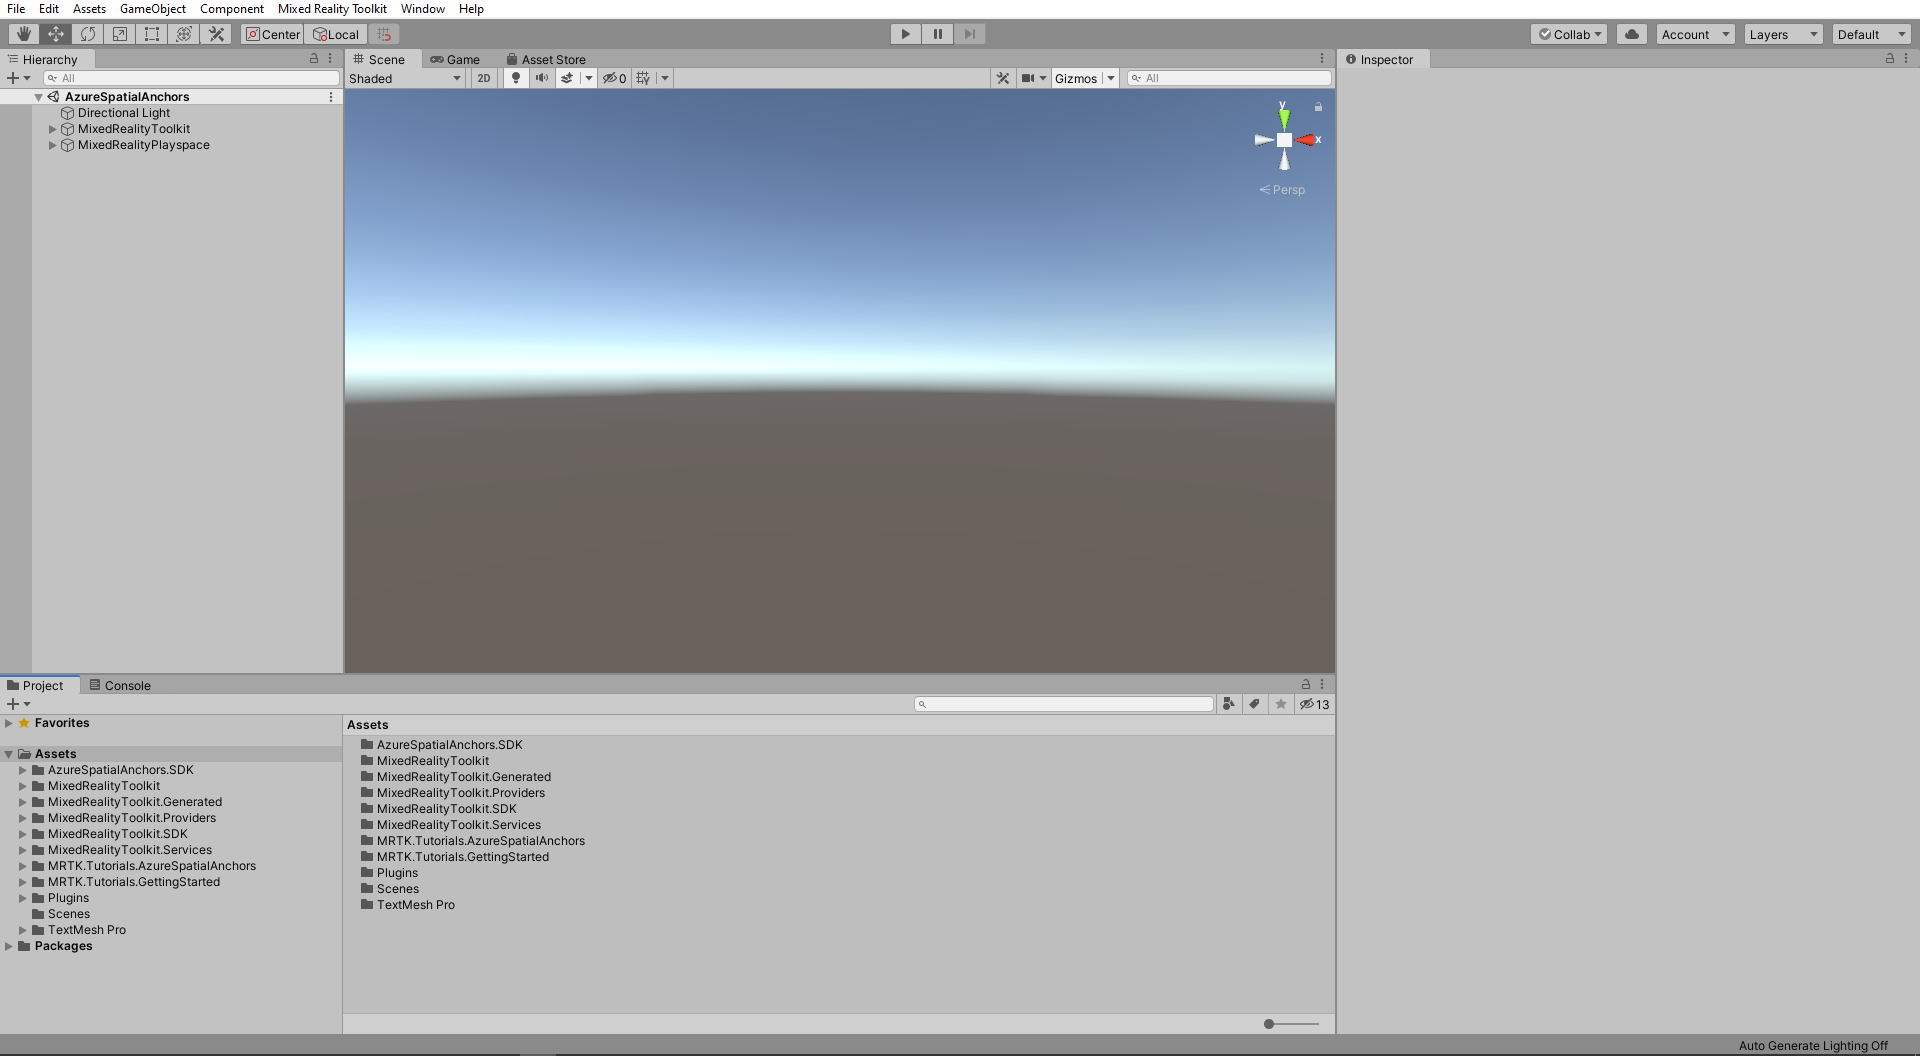 File Edit Assets GameObject Component Mixed Reality Toolkit Window Help
Center Local Collab Account Layers Default
Hierarchy
All
AzureSpatialAnchors
Directional Light
MixedRealityToolkit
MixedRealityPlayspace
Scene Game Asset Store
Shaded 2D 0 Gizmos All
y
x
Persp
Inspector
Project Console
13
Favorites
Assets
AzureSpatialAnchors.SDK
MixedRealityToolkit
MixedRealityToolkit.Generated
MixedRealityToolkit.Providers
MixedRealityToolkit.SDK
MixedRealityToolkit.Services
MRTK.Tutorials.AzureSpatialAnchors
MRTK.Tutorials.GettingStarted
Plugins
Scenes
TextMesh Pro
Packages
Assets
AzureSpatialAnchors.SDK
MixedRealityToolkit
MixedRealityToolkit.Generated
MixedRealityToolkit.Providers
MixedRealityToolkit.SDK
MixedRealityToolkit.Services
MRTK.Tutorials.AzureSpatialAnchors
MRTK.Tutorials.GettingStarted
Plugins
Scenes
TextMesh Pro
Auto Generate Lighting Off